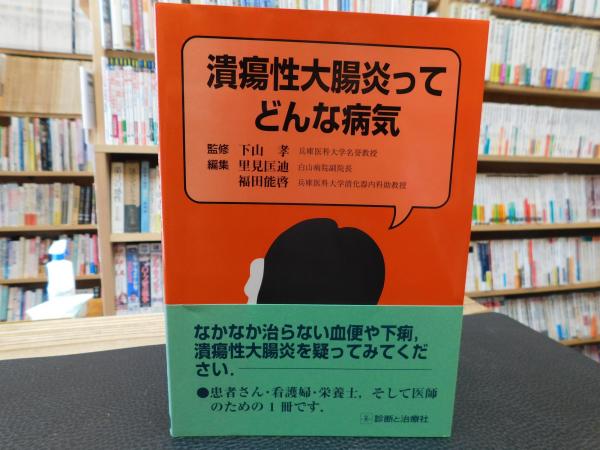 潰瘍性大腸炎って
どんな病気
監修 下山 孝 兵庫医科大学名誉教授
編集 里見匡迪 白山病院副院長
福田能啓 兵庫医科大学消化器内科助教授
なかなか治らない血便や下痢,
潰瘍性大腸炎を疑ってみてくだ
さい.
●患者さん・看護婦・栄養士, そして医師
のための1冊です.
診断と治療社